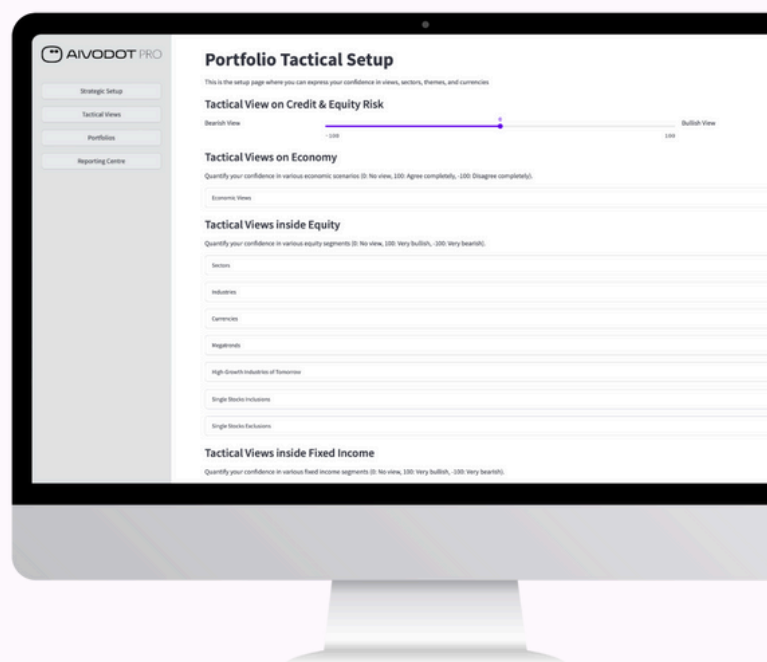 AIVODOT PRO
Strategic Setup
Tactical Views
Portfolios
Reporting Centre
Portfolio Tactical Setup
This is the setup page where you can express your confidence in views, sectors, themes, and currencies
Tactical View on Credit & Equity Risk
Bearish View
0
Bullish View
-100
100
Tactical Views on Economy
Quantify your confidence in various economic scenarios (0: No view, 100: Agree completely, -100: Disagree completely).
Economic Views
Tactical Views inside Equity
Quantify your confidence in various equity segments (0: No view, 100: Very bullish, -100: Very bearish).
Sectors
Industries
Currencies
Megatrends
High-Growth Industries of Tomorrow
Single Stocks Inclusions
Single Stocks Exclusions
Tactical Views inside Fixed Income
Quantify your confidence in various fixed income segments (0: No view, 100: Very bullish, -100: Very bearish).